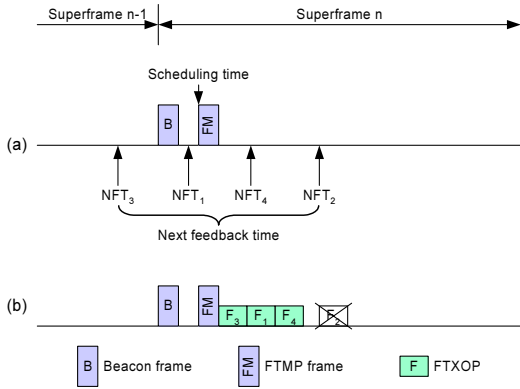 Superframe n-1
Superframe n
Scheduling time
B
FM
(a)
NFT3
NFT1
NFT4
NFT2
Next feedback time
(b)
B
FM
F3
F1
F4
F2
B
Beacon frame
FM
FTMP frame
F
FTXOP